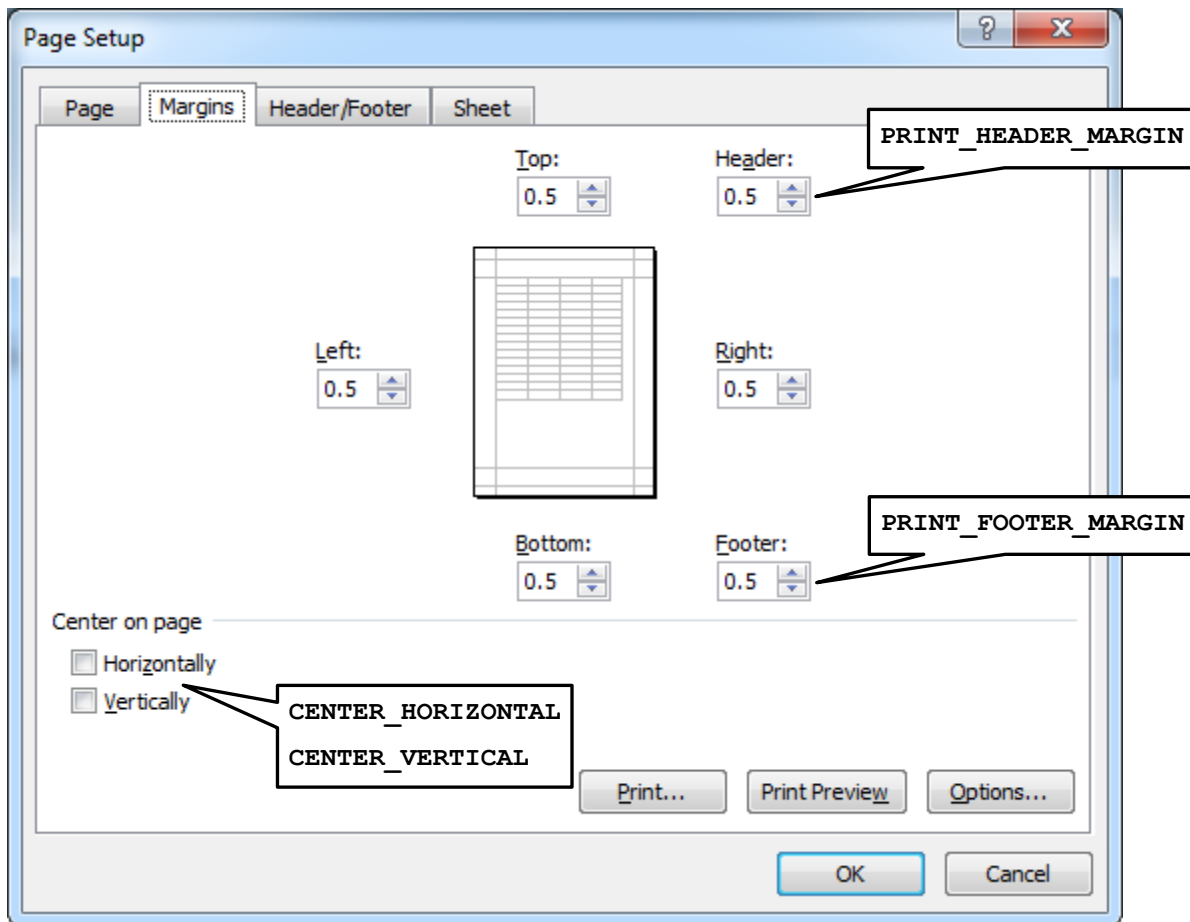 Page Setup
Page Margins Header/Footer Sheet
PRINT_HEADER_MARGIN
Top: Header:
0.5 0.5
Left: Right:
0.5 0.5
PRINT_FOOTER_MARGIN
Bottom: Footer:
0.5 0.5
Center on page
Horizontally
Vertically
CENTER_HORIZONTAL
CENTER_VERTICAL
Print... Print Preview Options...
OK Cancel